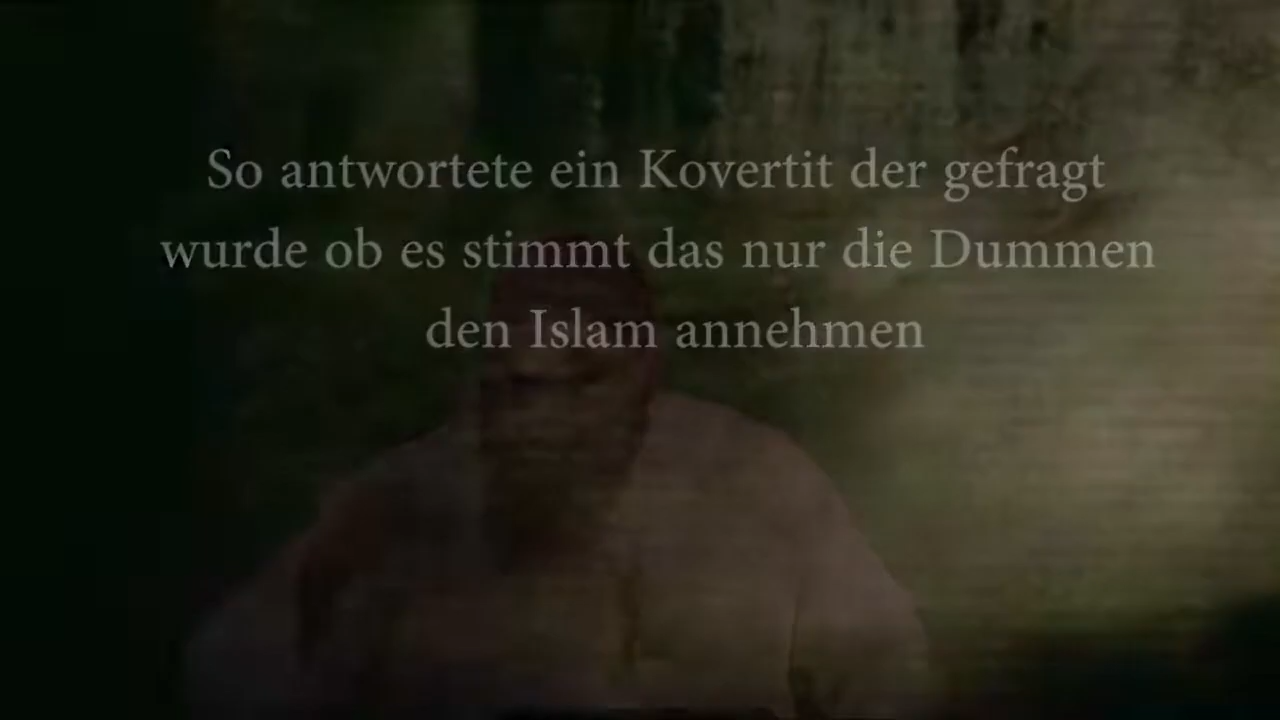 So antwortete ein Kovertit der gefragt
wurde ob es stimmt das nur die Dummen
den Islam annehmen